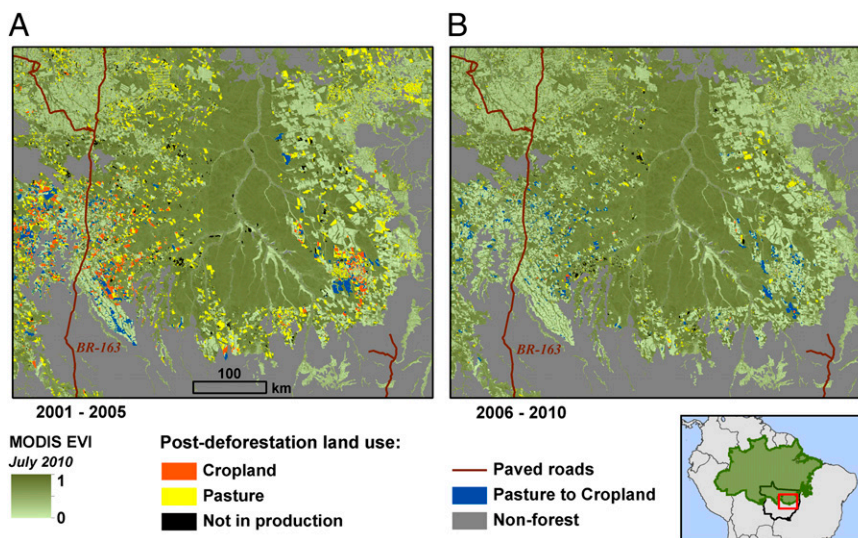 A
B
BR-163
BR-163
100
km
2001 - 2005
2006 - 2010
MODIS EVI
July 2010
1
0
Post-deforestation land use:
Cropland
Pasture
Not in production
Paved roads
Pasture to Cropland
Non-forest